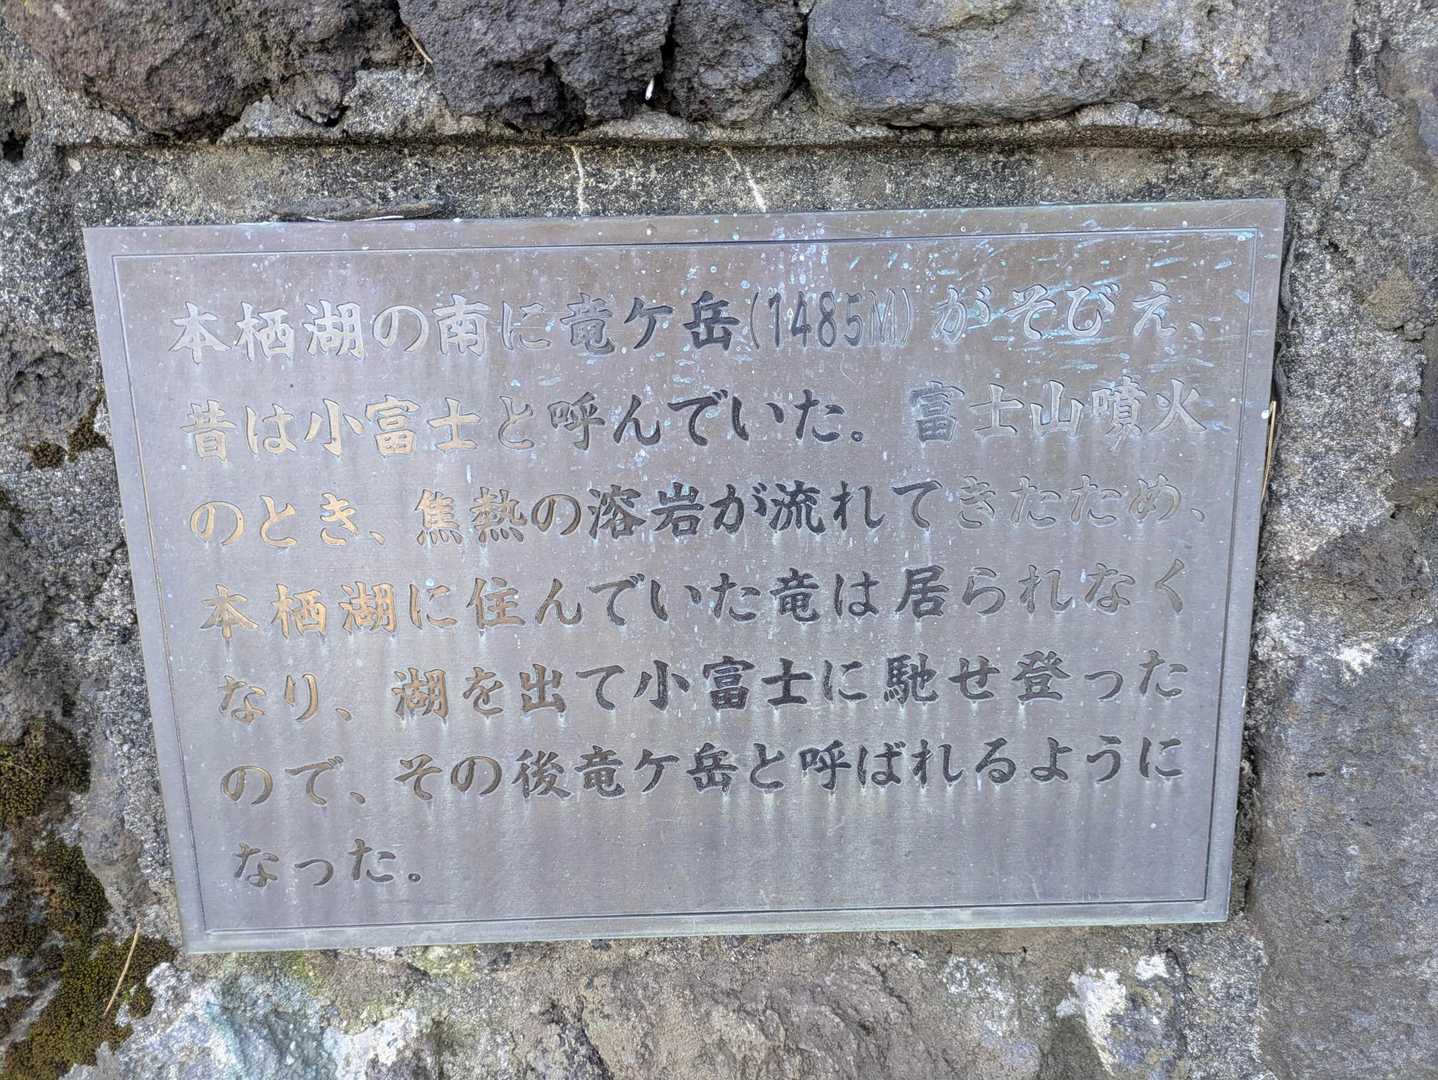 本栖湖の南に竜ケ岳(1485M)がそびえ、
昔は小富士と呼んでいた。富士山噴火
のとき、焦熱の溶岩が流れてきたため、
本栖湖に住んでいた竜は居られなく
なり、湖を出て小富士に馳せ登った
ので、その後竜ケ岳と呼ばれるように
なった。